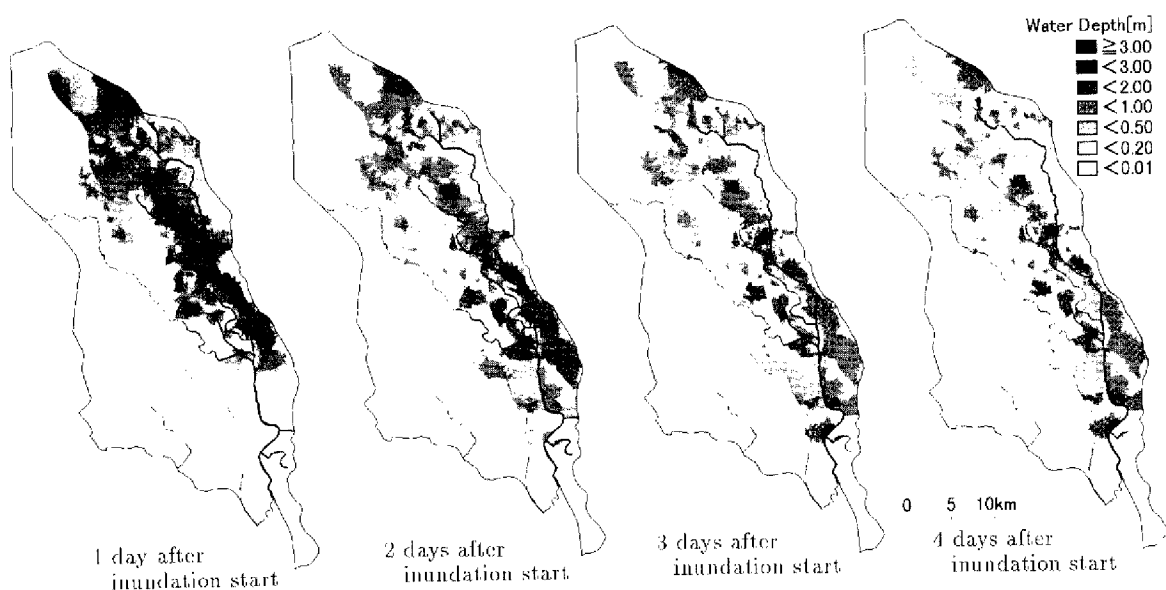 Water Depth[m]
≧3.00
<3.00
<2.00
<1.00
<0.50
<0.20
<0.01
0 5 10km
1 day after
inundation start
2 days after
inundation start
3 days after
inundation start
4 days after
inundation start